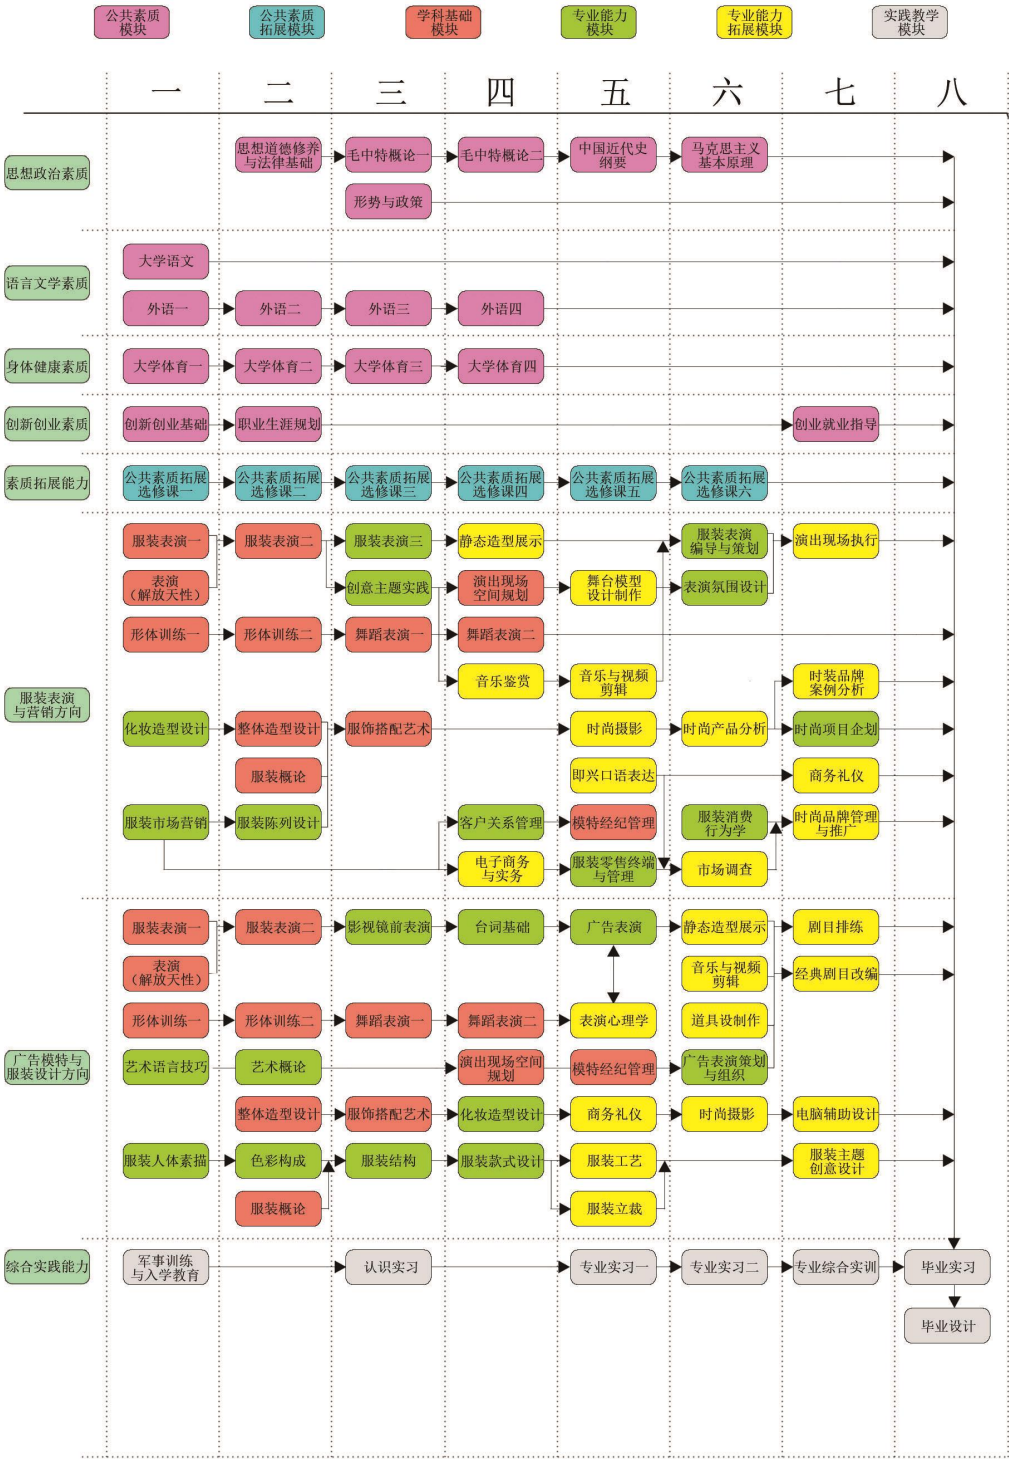 公共素质
模块
公共素质
拓展模块
学科基础
模块
专业能力
模块
专业能力
拓展模块
实践教学
模块
一 二 三 四 五 六 七 八
思想政治素质
思想道德修养
与法律基础
毛中特概论一
毛中特概论二
中国近代史
纲要
马克思主义
基本原理
形势与政策
语言文学素质
大学语文
外语一
外语二
外语三
外语四
身体健康素质
大学体育一
大学体育二
大学体育三
大学体育四
创新创业素质
创新创业基础
职业生涯规划
创业就业指导
素质拓展能力
公共素质拓展
选修课一
公共素质拓展
选修课二
公共素质拓展
选修课三
公共素质拓展
选修课四
公共素质拓展
选修课五
公共素质拓展
选修课六
服装表演
与营销方向
服装表演一
服装表演二
服装表演三
静态造型展示
服装表演
编导与策划
演出现场执行
表演
（解放天性）
创意主题实践
演出现场
空间规划
舞台模型
设计制作
表演氛围设计
形体训练一
形体训练二
舞蹈表演一
舞蹈表演二
音乐鉴赏
音乐与视频
剪辑
时装品牌
案例分析
化妆造型设计
整体造型设计
服饰搭配艺术
时尚摄影
时尚产品分析
时尚项目企划
服装概论
即兴口语表达
商务礼仪
服装市场营销
服装陈列设计
客户关系管理
模特经纪管理
服装消费
行为学
时尚品牌管理
与推广
电子商务
与实务
服装零售终端
与管理
市场调查
广告模特与
服装设计方向
服装表演一
服装表演二
影视镜前表演
台词基础
广告表演
静态造型展示
剧目排练
表演
（解放天性）
音乐与视频
剪辑
经典剧目改编
形体训练一
形体训练二
舞蹈表演一
舞蹈表演二
表演心理学
道具设制作
艺术语言技巧
艺术概论
演出现场空间
规划
模特经纪管理
广告表演策划
与组织
整体造型设计
服饰搭配艺术
化妆造型设计
商务礼仪
时尚摄影
电脑辅助设计
服装人体素描
色彩构成
服装结构
服装款式设计
服装工艺
服装主题
创意设计
服装概论
服装立裁
综合实践能力
军事训练
与入学教育
认识实习
专业实习一
专业实习二
专业综合实训
毕业实习
毕业设计